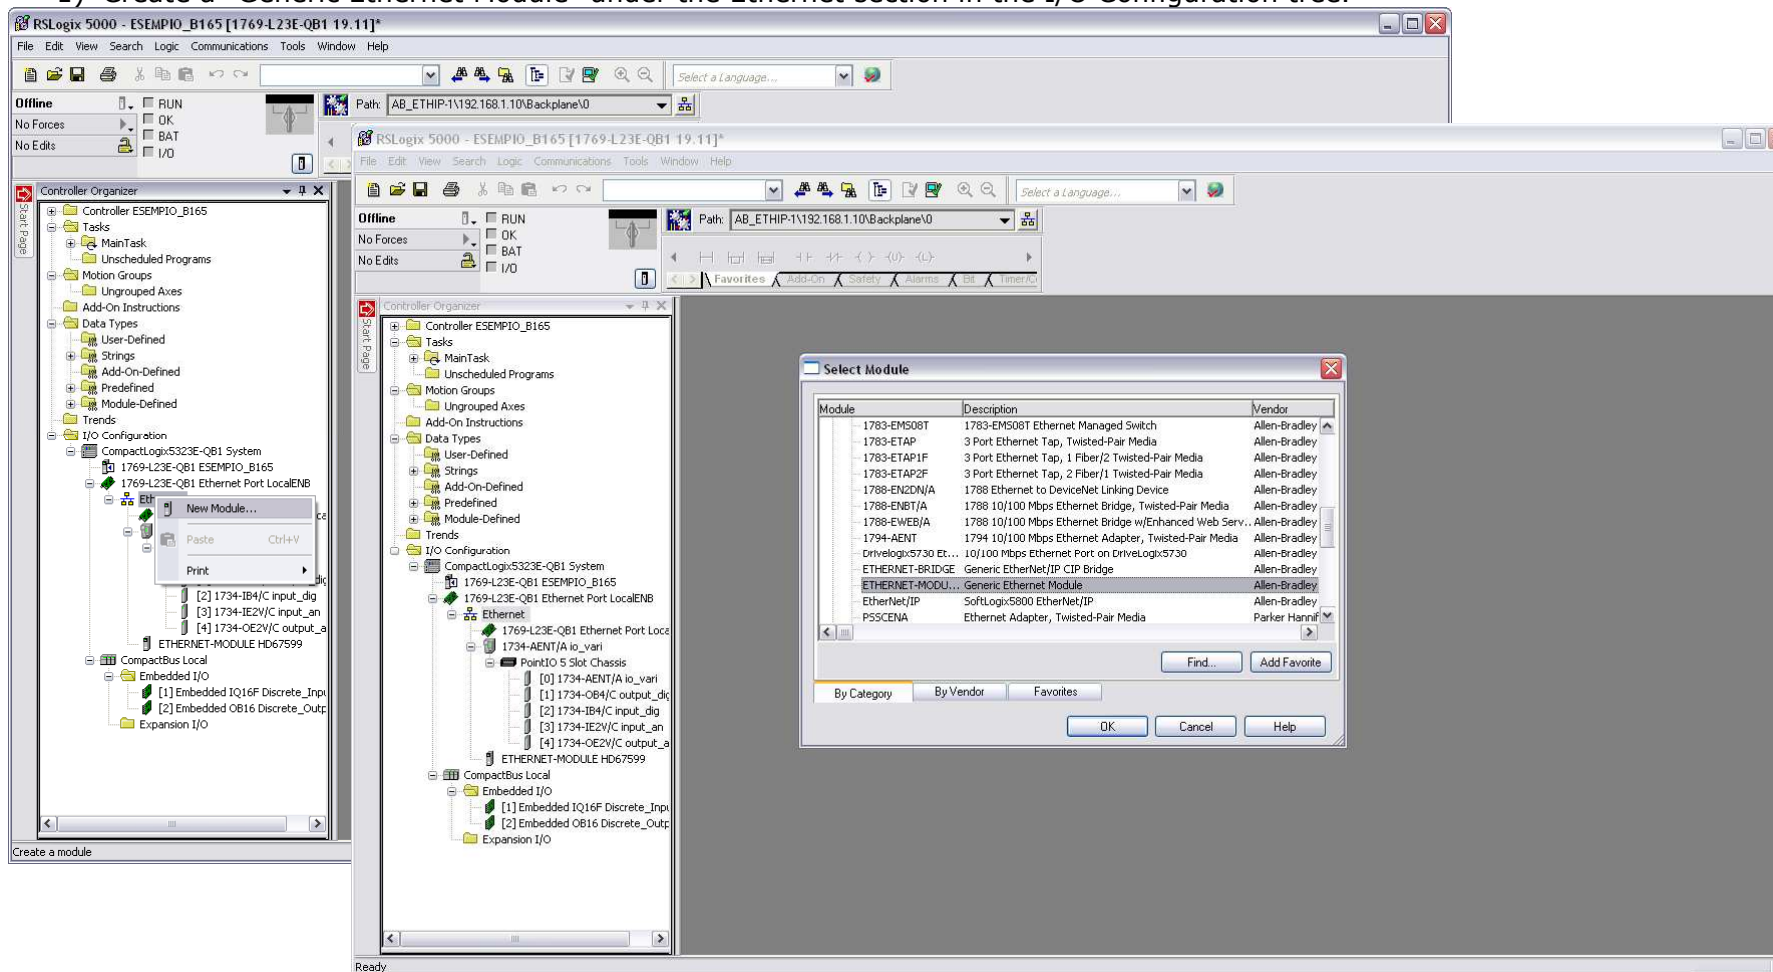 1) Create a "Generic Ethernet Module" under the Ethernet section in the I/O Configuration tree.
RSLogix 5000 - ESEMPIO_B165 [1769-L23E-QB1 19.11]*
File Edit View Search Logic Communications Tools Window Help
Select a Language...
Offline
RUN
No Forces
OK
No Edits
BAT
I/O
Path: AB_ETHIP-1\192.168.1.10\Backplane\0
Start Page
Controller Organizer
Controller ESEMPIO_B165
Tasks
MainTask
Unscheduled Programs
Motion Groups
Ungrouped Axes
Add-On Instructions
Data Types
User-Defined
Strings
Add-On-Defined
Predefined
Module-Defined
Trends
I/O Configuration
CompactLogix5323E-QB1 System
1769-L23E-QB1 ESEMPIO_B165
1769-L23E-QB1 Ethernet Port LocalENB
Eth
New Module...
Paste Ctrl+V
Print
[2] 1734-IB4/C input_dig
[3] 1734-IE2V/C input_an
[4] 1734-OE2V/C output_a
ETHERNET-MODULE HD67599
CompactBus Local
Embedded I/O
[1] Embedded IQ16F Discrete_Inpu
[2] Embedded OB16 Discrete_Outp
Expansion I/O
Create a module
RSLogix 5000 - ESEMPIO_B165 [1769-L23E-QB1 19.11]*
File Edit View Search Logic Communications Tools Window Help
Select a Language...
Offline
RUN
No Forces
OK
No Edits
BAT
I/O
Path: AB_ETHIP-1\192.168.1.10\Backplane\0
Favorites Add-On Safety Alarms Bit Timer/C
Start Page
Controller Organizer
Controller ESEMPIO_B165
Tasks
MainTask
Unscheduled Programs
Motion Groups
Ungrouped Axes
Add-On Instructions
Data Types
User-Defined
Strings
Add-On-Defined
Predefined
Module-Defined
Trends
I/O Configuration
CompactLogix5323E-QB1 System
1769-L23E-QB1 ESEMPIO_B165
1769-L23E-QB1 Ethernet Port LocalENB
Ethernet
1769-L23E-QB1 Ethernet Port Loca
1734-AENT/A io_vari
PointIO 5 Slot Chassis
[0] 1734-AENT/A io_vari
[1] 1734-OB4/C output_dig
[2] 1734-IB4/C input_dig
[3] 1734-IE2V/C input_an
[4] 1734-OE2V/C output_a
ETHERNET-MODULE HD67599
CompactBus Local
Embedded I/O
[1] Embedded IQ16F Discrete_Inpu
[2] Embedded OB16 Discrete_Outp
Expansion I/O
Ready
Select Module
Module Description Vendor
1783-EMS08T 1783-EMS08T Ethernet Managed Switch Allen-Bradley
1783-ETAP 3 Port Ethernet Tap, Twisted-Pair Media Allen-Bradley
1783-ETAP1F 3 Port Ethernet Tap, 1 Fiber/2 Twisted-Pair Media Allen-Bradley
1783-ETAP2F 3 Port Ethernet Tap, 2 Fiber/1 Twisted-Pair Media Allen-Bradley
1788-EN2DN/A 1788 Ethernet to DeviceNet Linking Device Allen-Bradley
1788-ENBT/A 1788 10/100 Mbps Ethernet Bridge, Twisted-Pair Media Allen-Bradley
1788-EWEB/A 1788 10/100 Mbps Ethernet Bridge w/Enhanced Web Serv.. Allen-Bradley
1794-AENT 1794 10/100 Mbps Ethernet Adapter, Twisted-Pair Media Allen-Bradley
Drivelogix5730 Et... 10/100 Mbps Ethernet Port on DriveLogix5730 Allen-Bradley
ETHERNET-BRIDGE Generic EtherNet/IP CIP Bridge Allen-Bradley
ETHERNET-MODU... Generic Ethernet Module Allen-Bradley
EtherNet/IP SoftLogix5800 EtherNet/IP Allen-Bradley
PSSCENA Ethernet Adapter, Twisted-Pair Media Parker Hannif
Find... Add Favorite
By Category By Vendor Favorites
OK Cancel Help